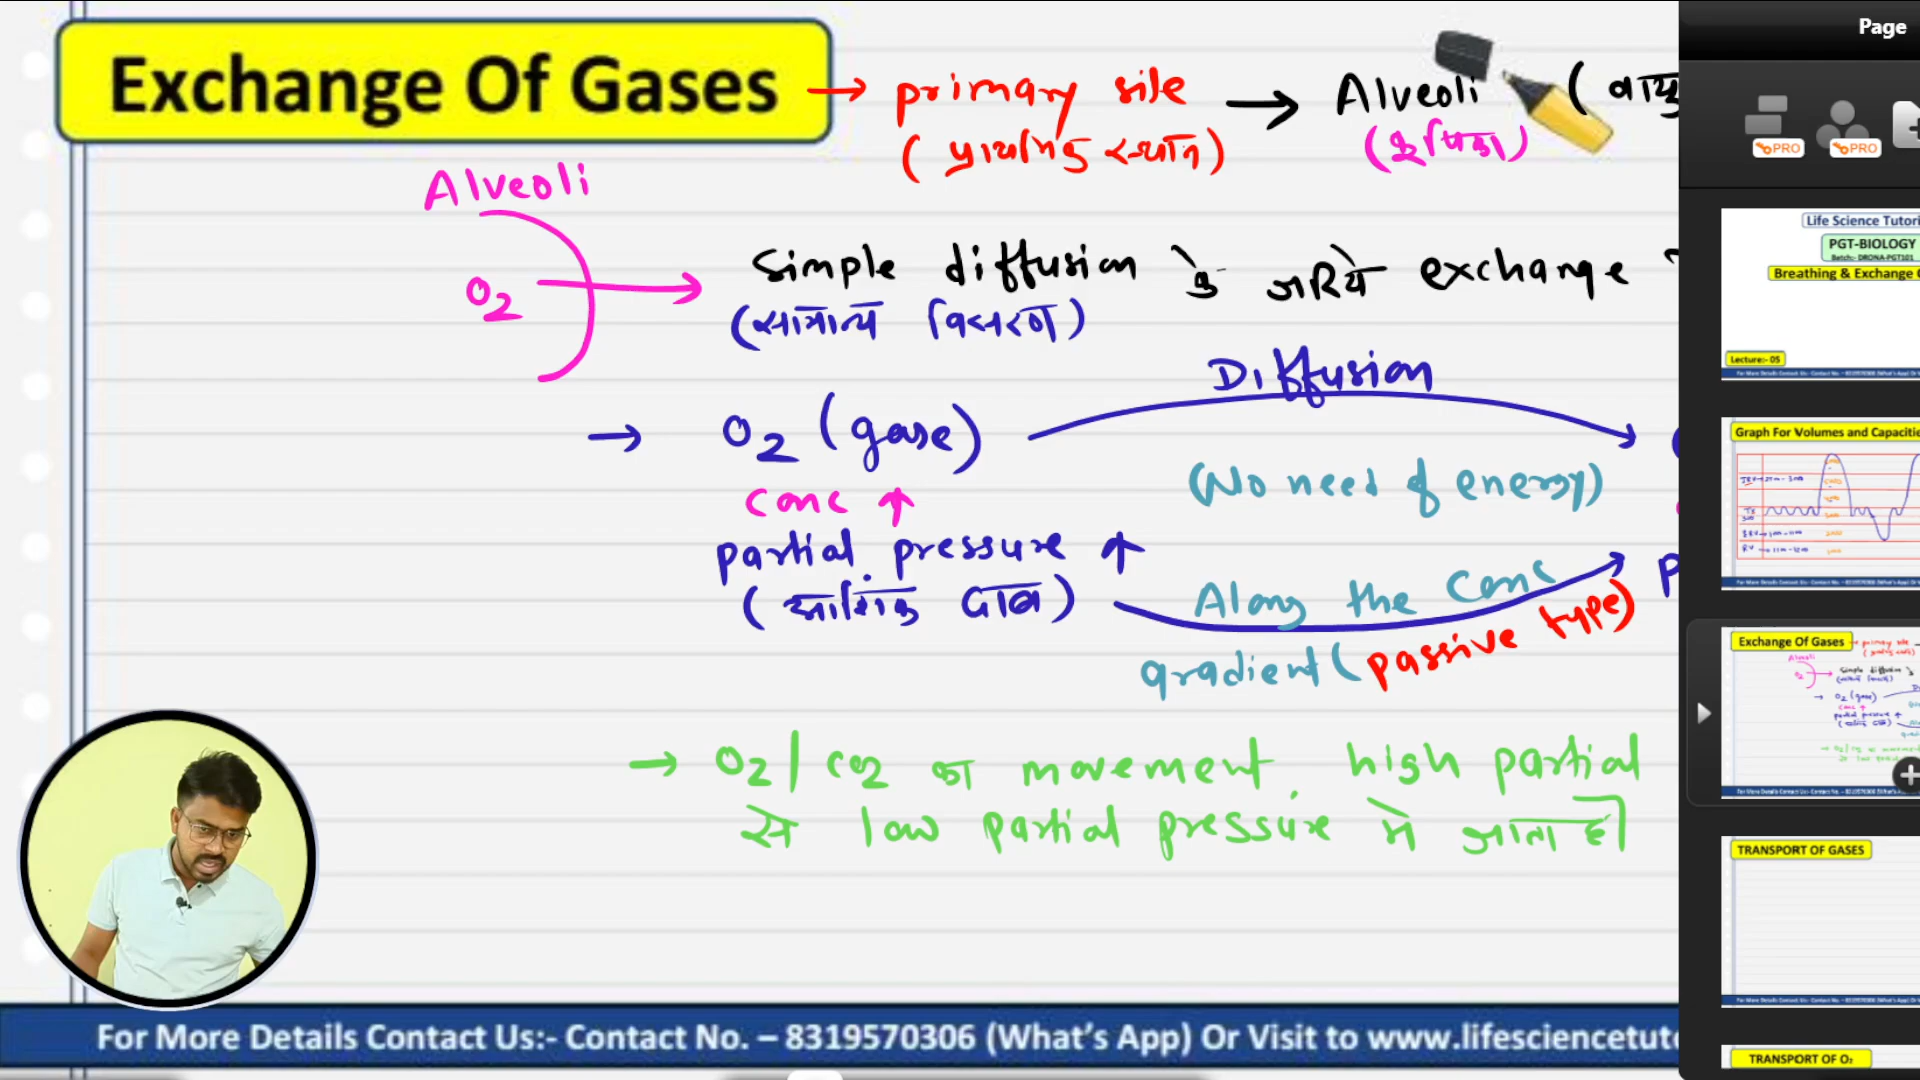 Exchange Of Gases → primary site → Alveoli
(प्राथमिक स्थान) (कूपिका)
Alveoli
O2 → simple diffusion के जरिये exchange
(सामान्य विसरण)
Diffusion
→ O2 (gase)
(No need of energy)
conc ↑
partial pressure ↑
Along the conc
(आंशिक दाब)
gradient (passive type)
→ O2/CO2 का movement high partial
से low partial pressure में जाता है।
For More Details Contact Us:- Contact No. – 8319570306 (What's App) Or Visit to www.lifesciencetuto
Page
PRO
PRO
Life Science Tutori
PGT-BIOLOGY
Batch:- DRONA-PGT101
Breathing & Exchange
Lecture:- 05
Graph For Volumes and Capacitie
Exchange Of Gases
TRANSPORT OF GASES
TRANSPORT OF O₂